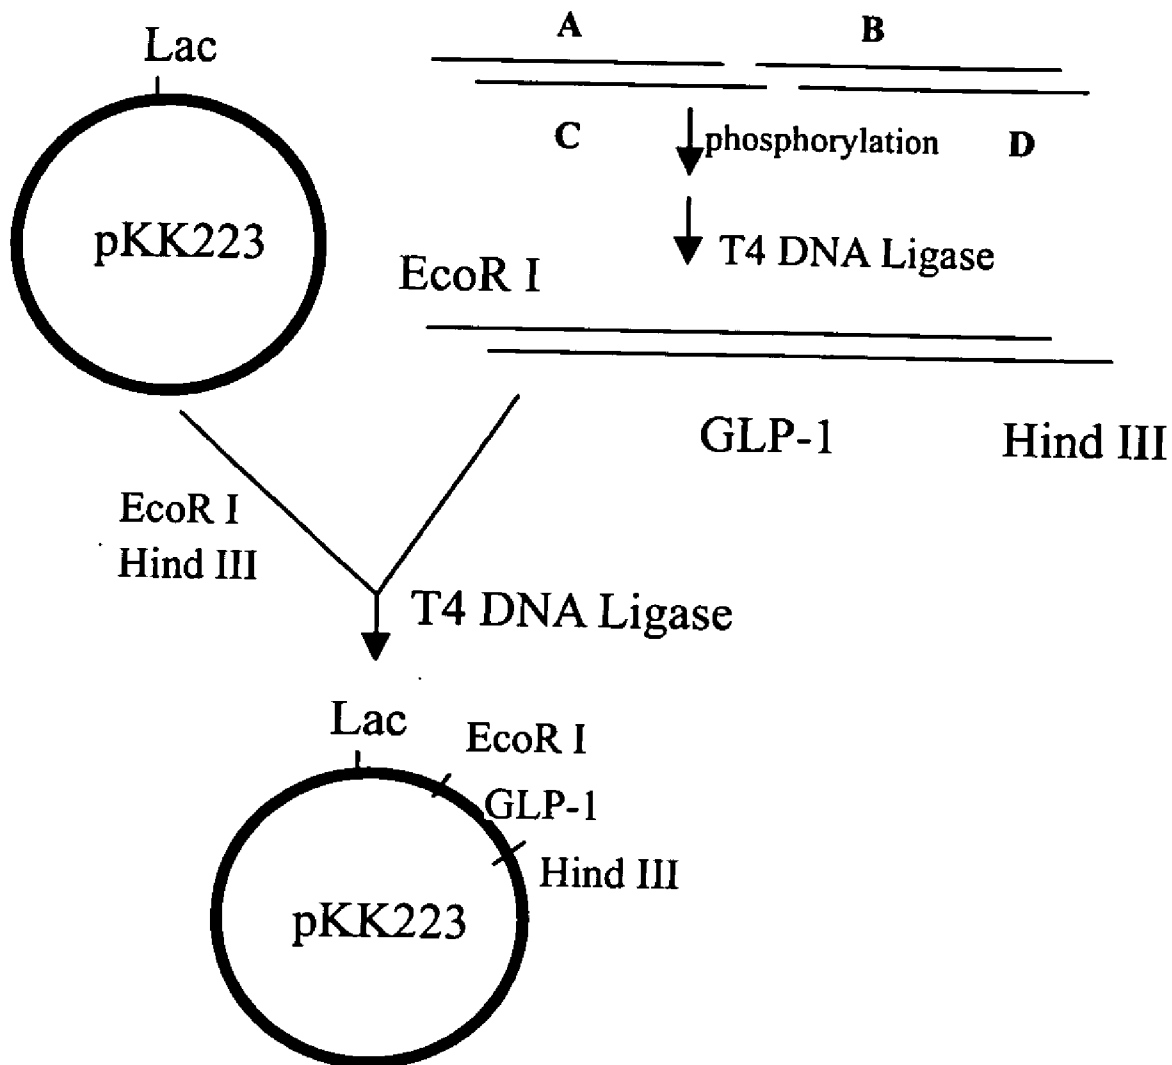 Lac
A
B
C
phosphorylation
D
pKK223
T4 DNA Ligase
EcoR I
GLP-1
Hind III
EcoR I
Hind III
T4 DNA Ligase
Lac
EcoR I
GLP-1
Hind III
pKK223